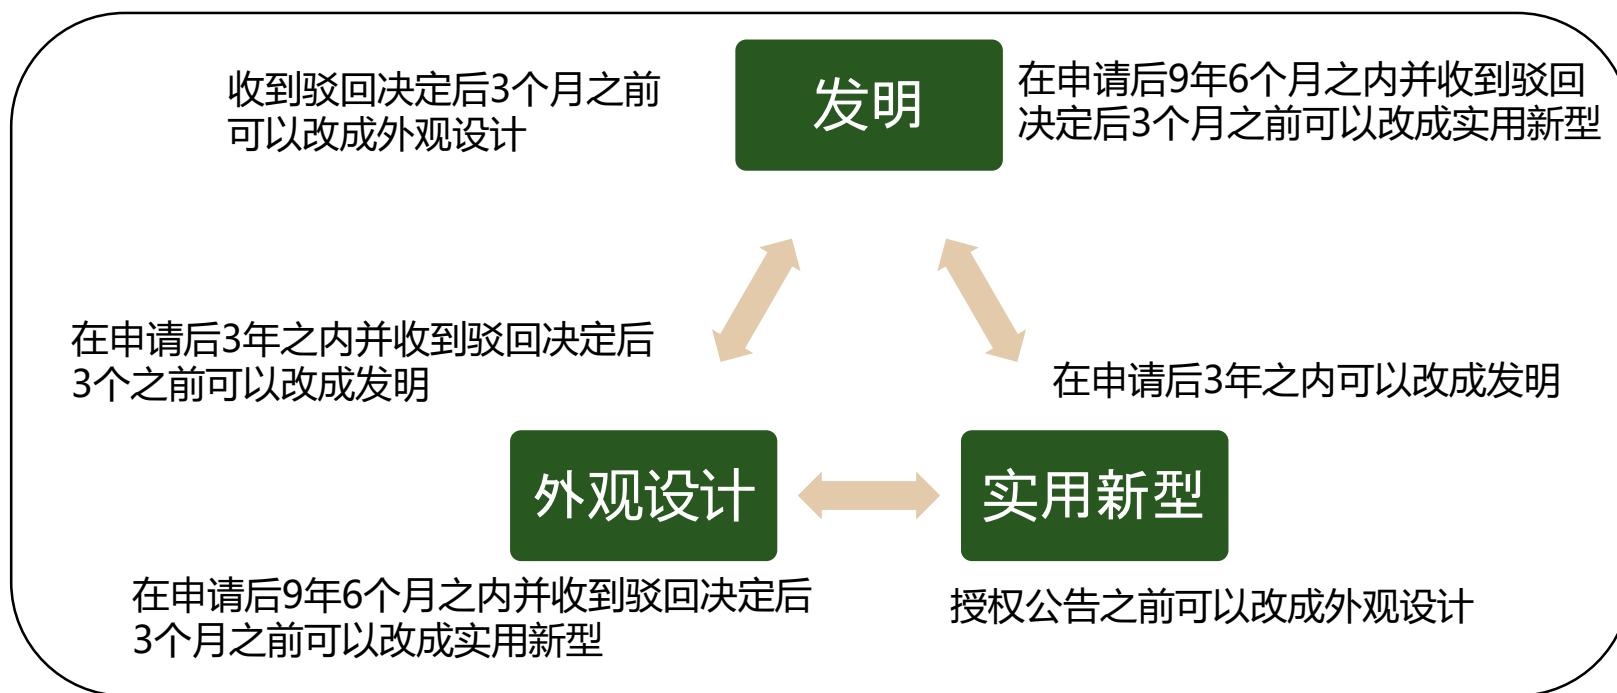 收到驳回决定后3个月之前
可以改成外观设计
发明
在申请后9年6个月之内并收到驳回
决定后3个月之前可以改成实用新型
在申请后3年之内并收到驳回决定后
3个之前可以改成发明
在申请后3年之内可以改成发明
外观设计
实用新型
在申请后9年6个月之内并收到驳回决定后
3个月之前可以改成实用新型
授权公告之前可以改成外观设计